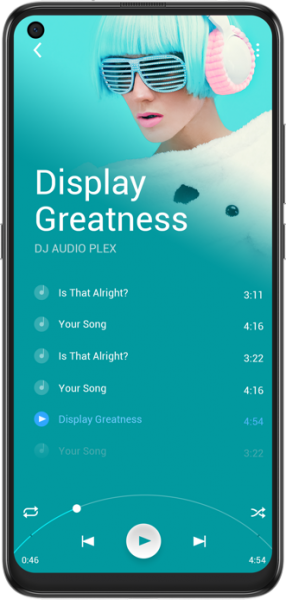 Display
Greatness
DJ AUDIO PLEX
Is That Alright? 3:11
Your Song 4:16
Is That Alright? 3:22
Your Song 4:16
Display Greatness 4:54
Your Song 3:22
0:46 4:54